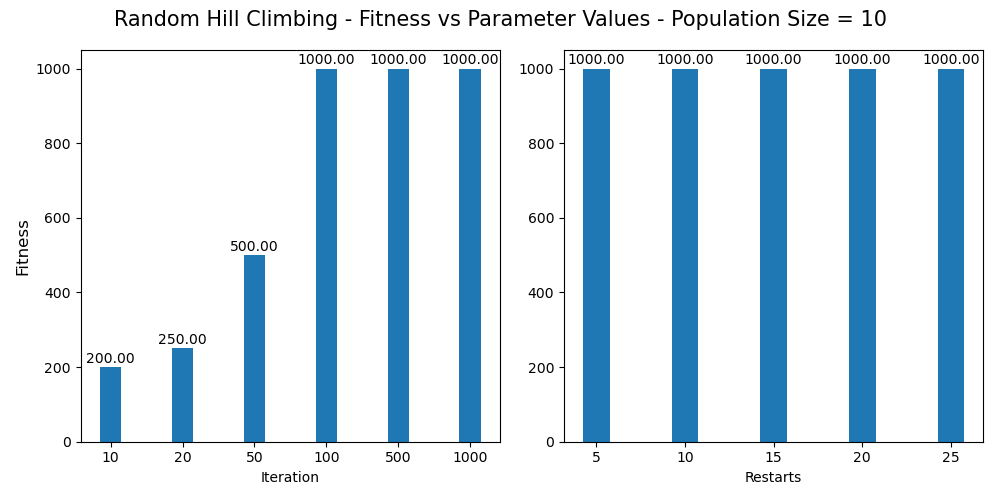 Random Hill Climbing - Fitness vs Parameter Values - Population Size = 10
Fitness
1000
800
600
400
200
0
200.00
250.00
500.00
1000.00
1000.00
1000.00
10 20 50 100 500 1000
Iteration
1000
800
600
400
200
0
1000.00 1000.00 1000.00 1000.00 1000.00
5 10 15 20 25
Restarts